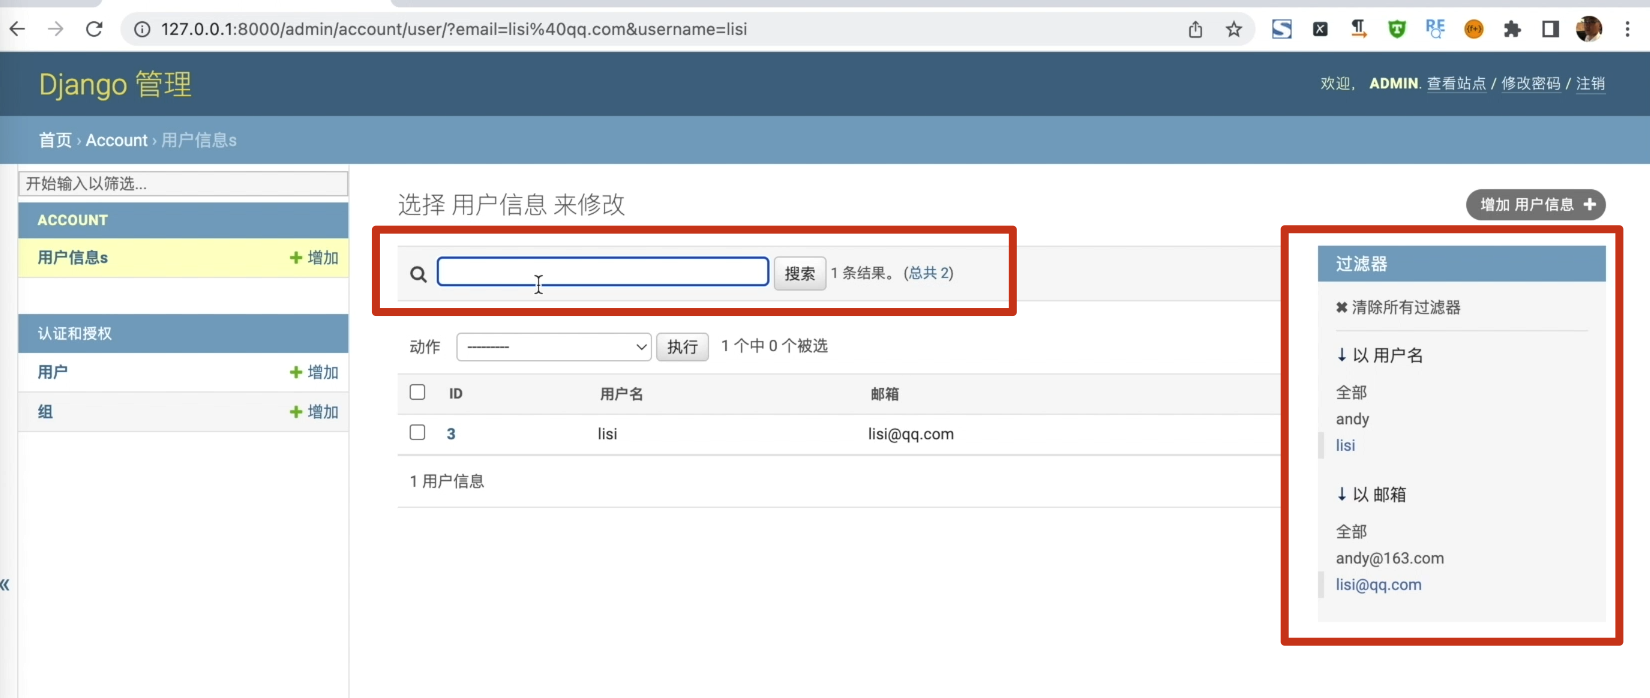 127.0.0.1:8000/admin/account/user/?email=lisi%40qq.com&username=lisi
Django 管理
欢迎， ADMIN. 查看站点 / 修改密码 / 注销
首页 › Account › 用户信息s
开始输入以筛选...
ACCOUNT
用户信息s
增加
认证和授权
用户
增加
组
增加
«
选择 用户信息 来修改
增加 用户信息
搜索 1 条结果。 (总共 2)
动作 --------- 执行 1 个中 0 个被选
ID 用户名 邮箱
3 lisi lisi@qq.com
1 用户信息
过滤器
✖ 清除所有过滤器
↓ 以 用户名
全部
andy
lisi
↓ 以 邮箱
全部
andy@163.com
lisi@qq.com